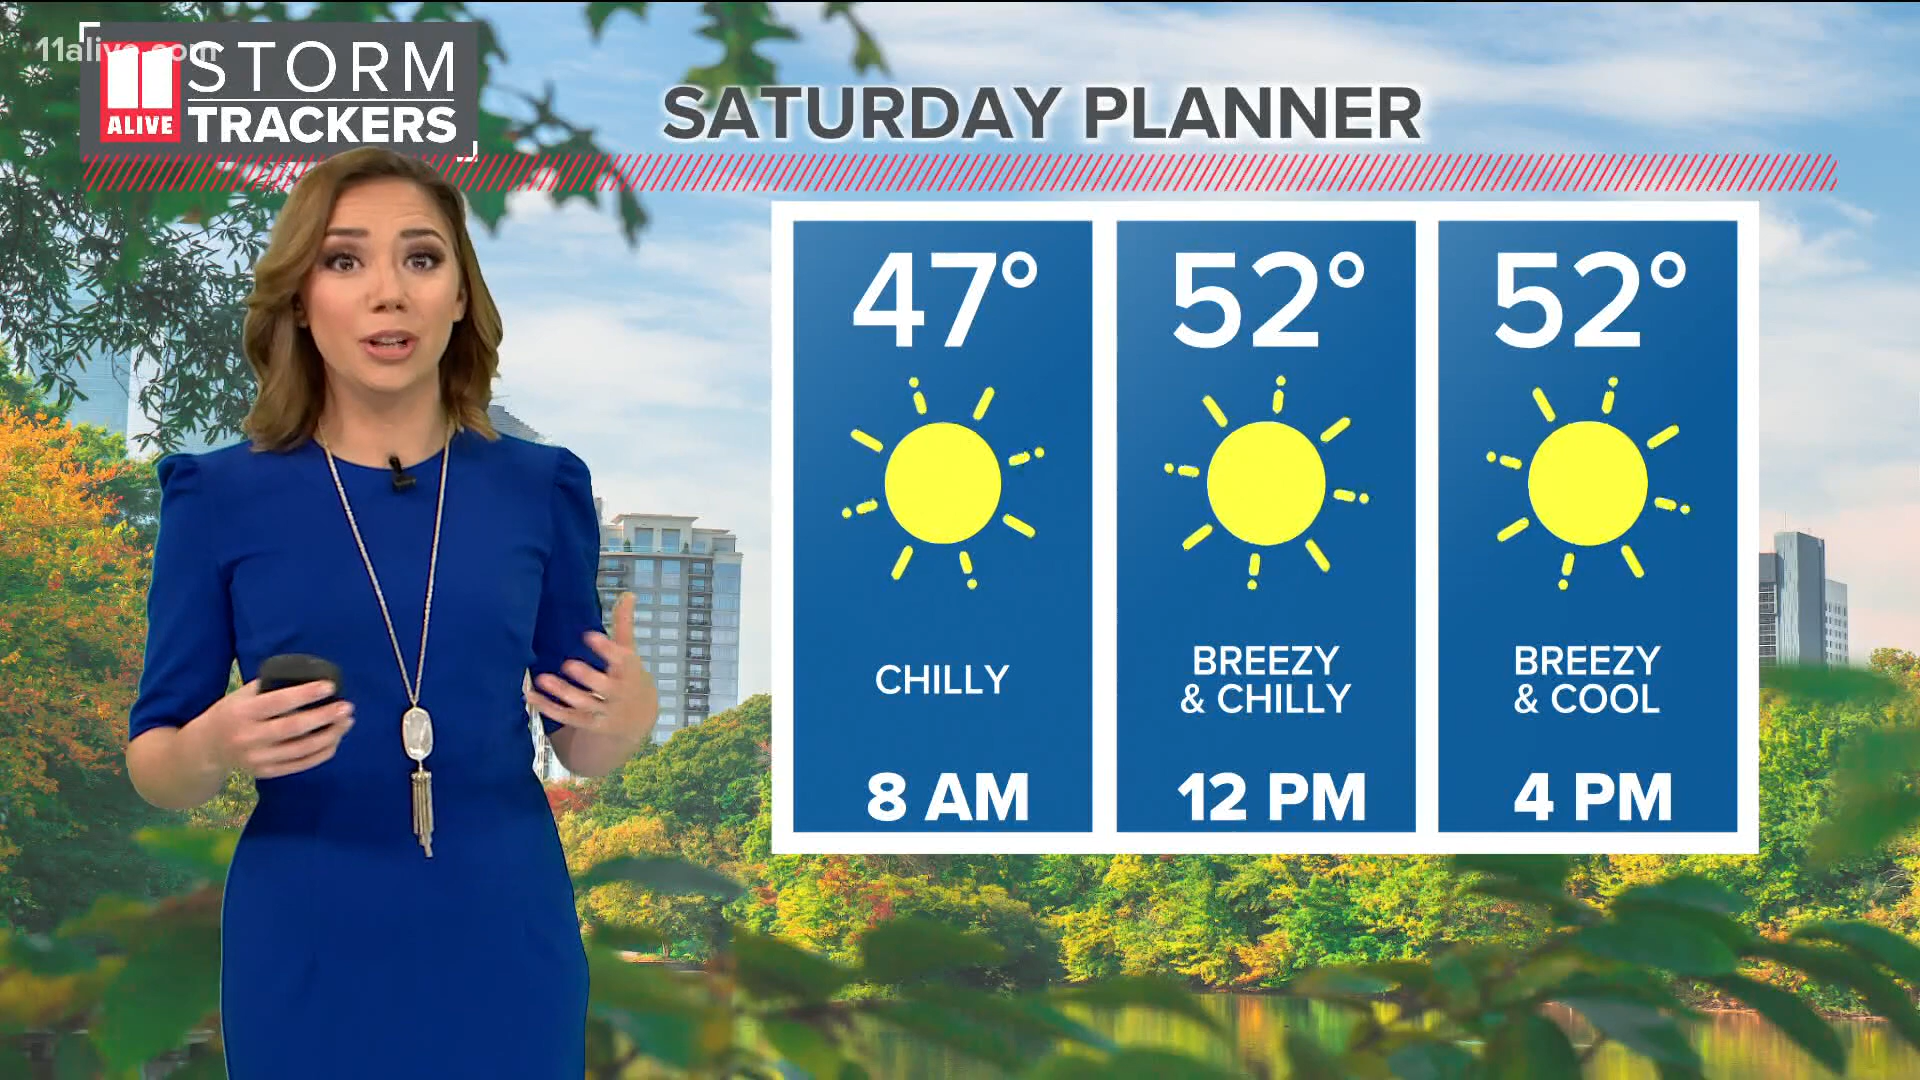 11alive.com
11
ALIVE
STORM
TRACKERS
SATURDAY PLANNER
47°
CHILLY
8 AM
52°
BREEZY
& CHILLY
12 PM
52°
BREEZY
& COOL
4 PM